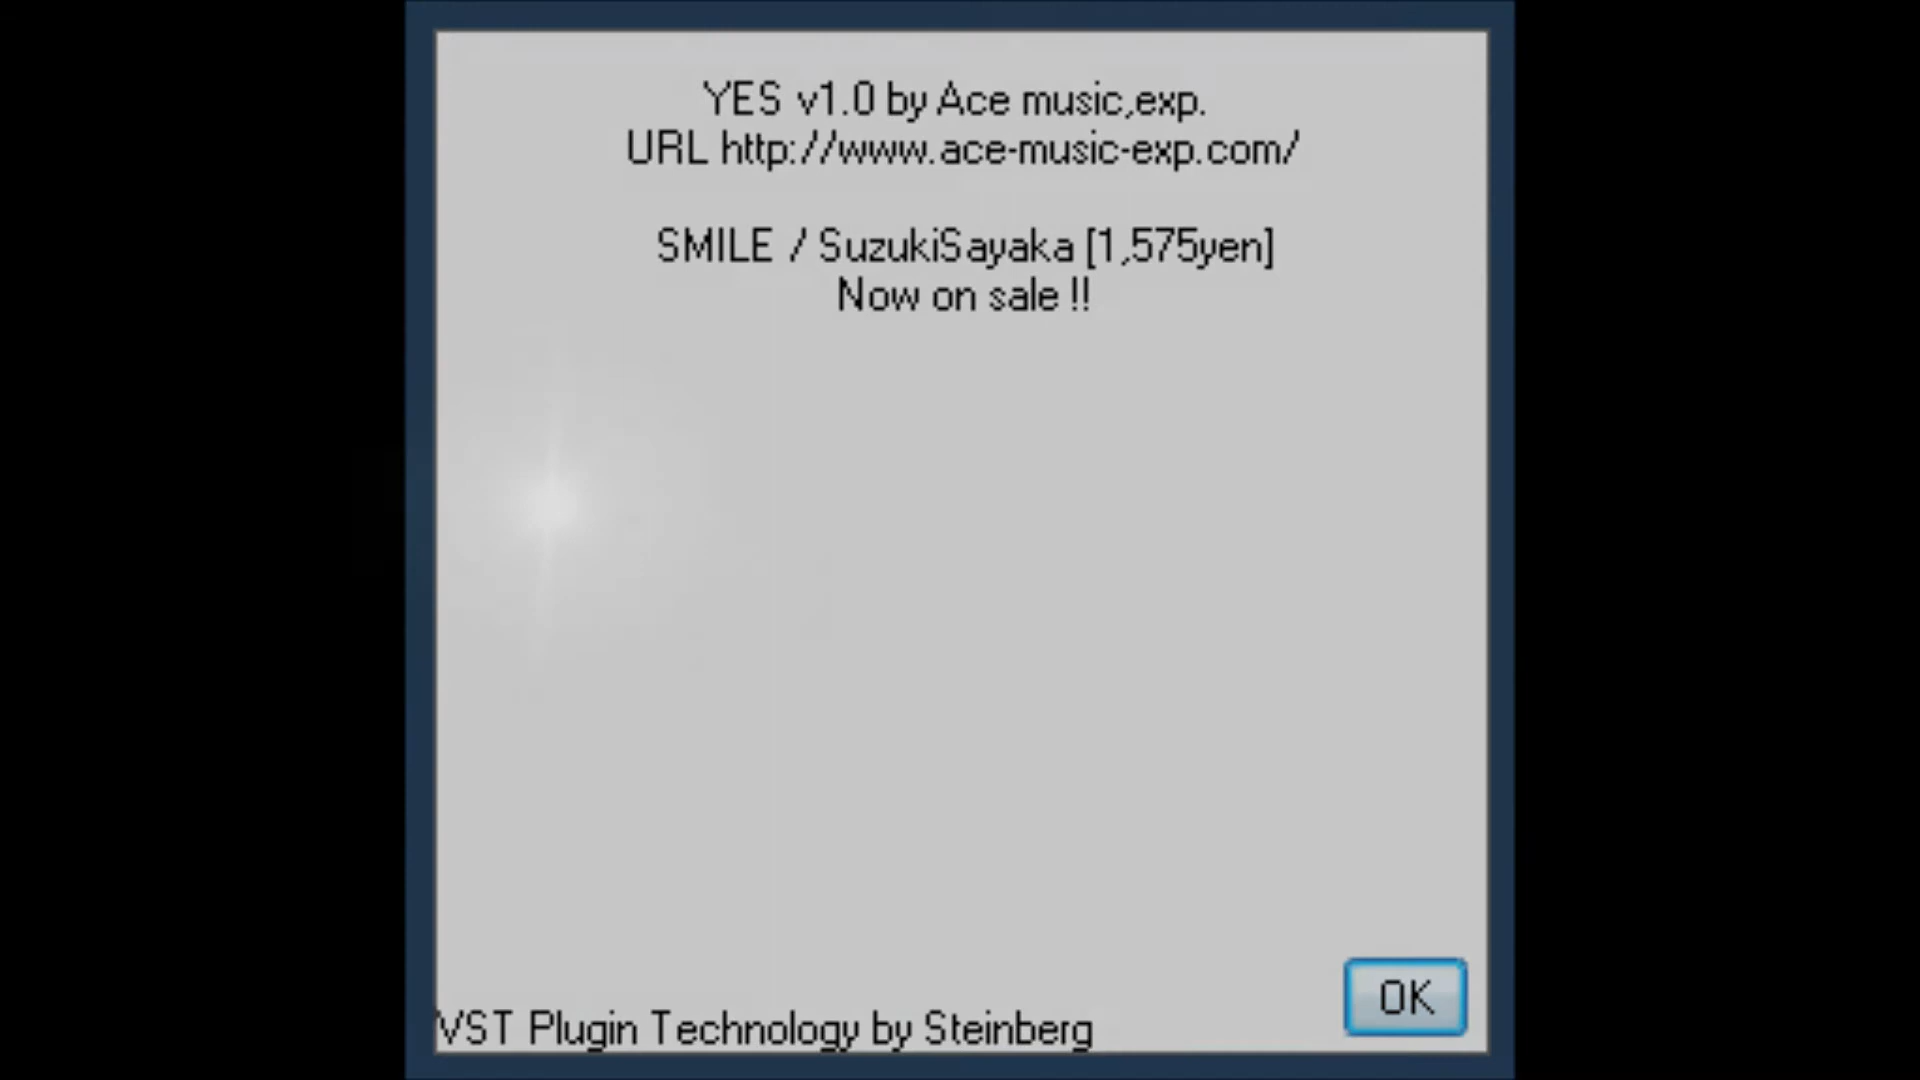 YES v1.0 by Ace music,exp.
URL http://www.ace-music-exp.com/
SMILE / SuzukiSayaka [1,575yen]
Now on sale !!
OK
VST Plugin Technology by Steinberg